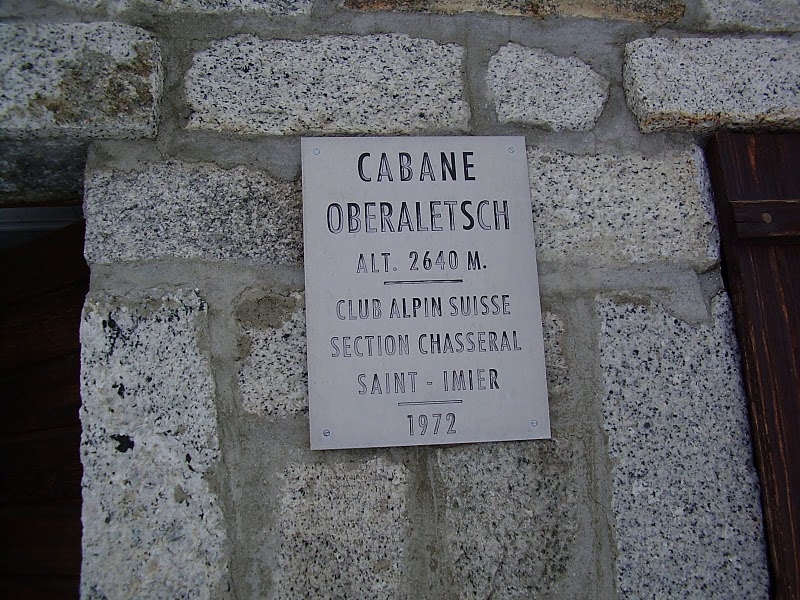 CABANE
OBERALETSCH
ALT. 2640 M.
CLUB ALPIN SUISSE
SECTION CHASSERAL
SAINT - IMIER
1972